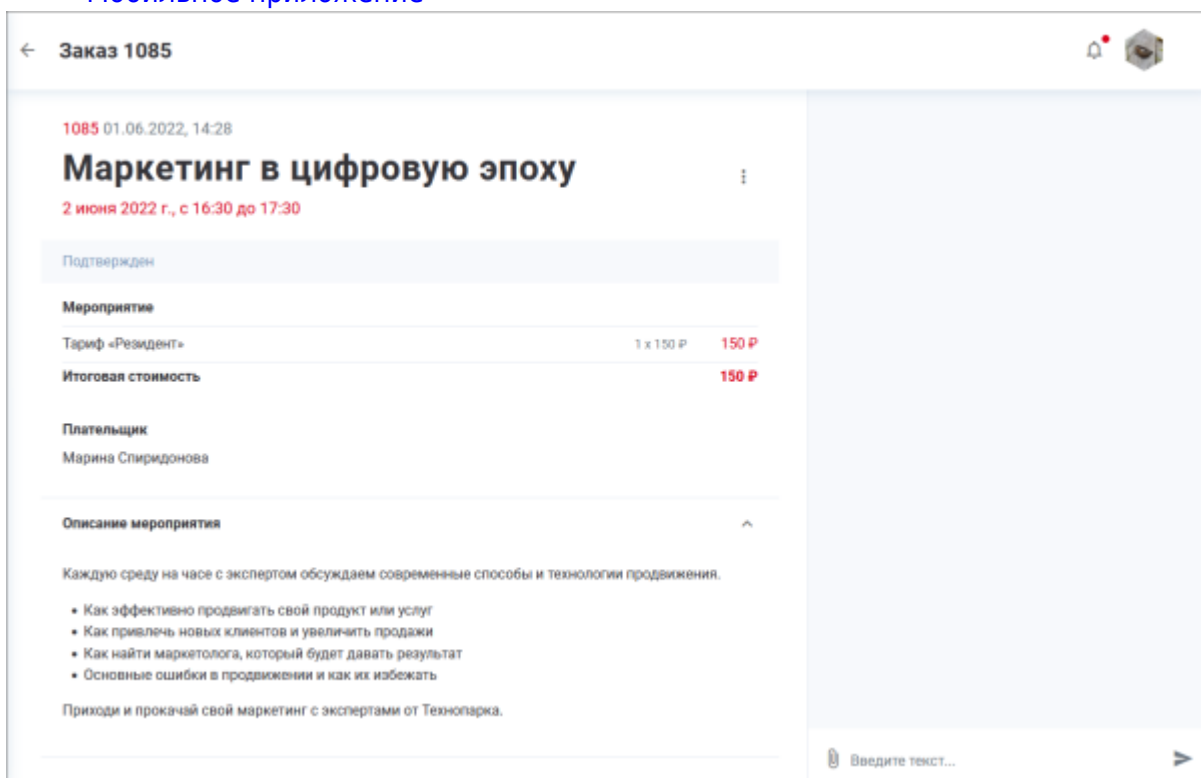 Мобильное приложение
Заказ 1085
1085 01.06.2022, 14:28
Маркетинг в цифровую эпоху
2 июня 2022 г., с 16:30 до 17:30
Подтвержден
Мероприятие
Тариф «Резидент» 1 x 150 ₽ 150 ₽
Итоговая стоимость 150 ₽
Плательщик
Марина Спиридонова
Описание мероприятия
Каждую среду на часе с экспертом обсуждаем современные способы и технологии продвижения.
• Как эффективно продвигать свой продукт или услуг
• Как привлечь новых клиентов и увеличить продажи
• Как найти маркетолога, который будет давать результат
• Основные ошибки в продвижении и как их избежать
Приходи и прокачай свой маркетинг с экспертами от Технопарка.
Введите текст...